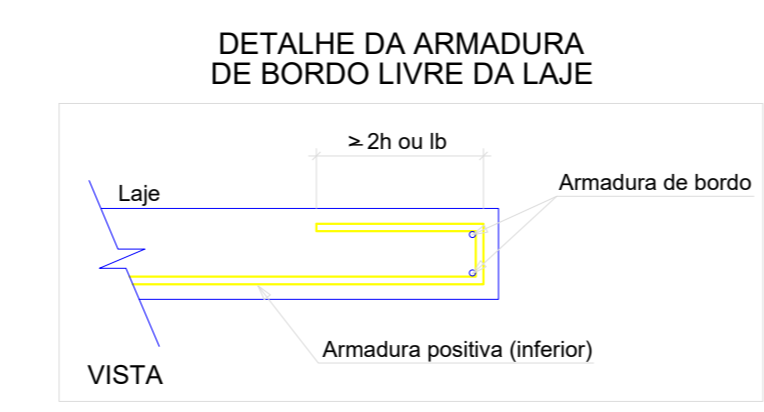 DETALHE DA ARMADURA
DE BORDO LIVRE DA LAJE
≥ 2h ou lb
Armadura de bordo
Laje
Armadura positiva (inferior)
VISTA